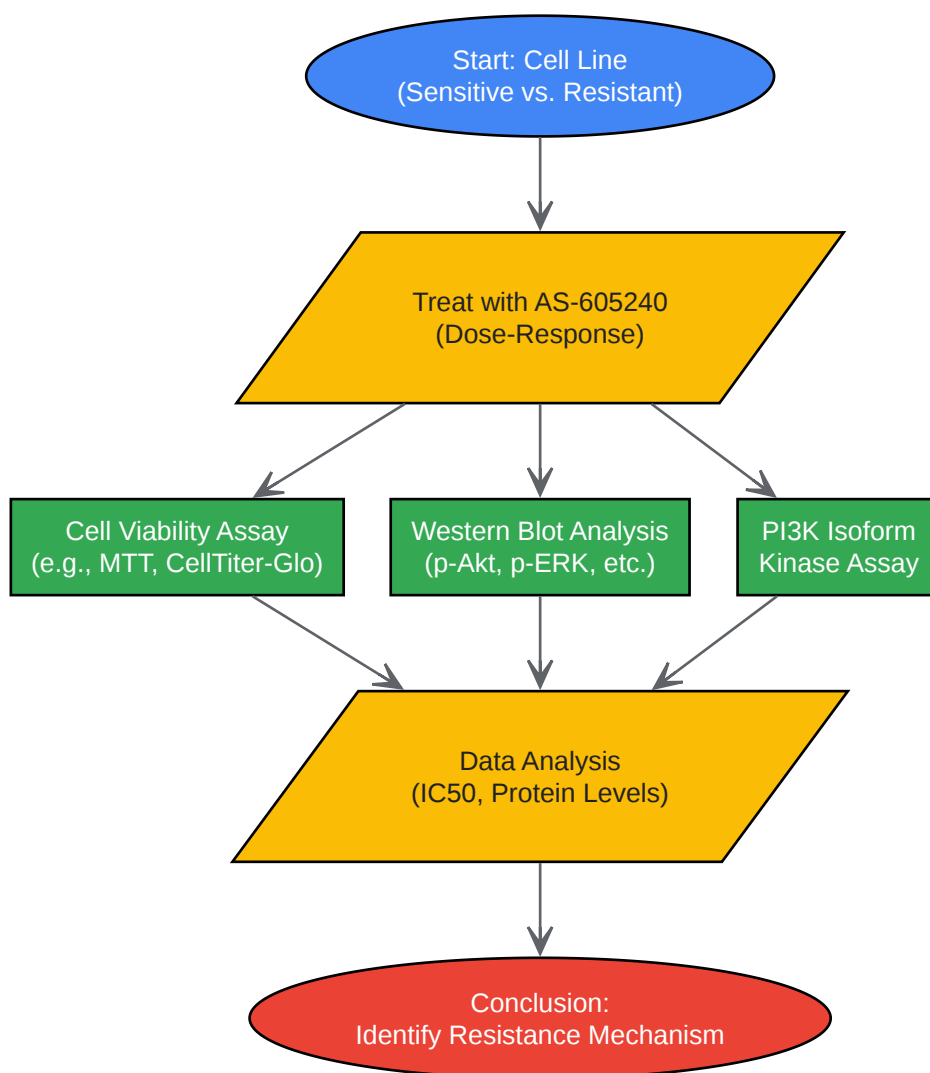 Start: Cell Line
(Sensitive vs. Resistant)
Treat with AS-605240
(Dose-Response)
Cell Viability Assay
(e.g., MTT, CellTiter-Glo)
Western Blot Analysis
(p-Akt, p-ERK, etc.)
PI3K Isoform
Kinase Assay
Data Analysis
(IC50, Protein Levels)
Conclusion:
Identify Resistance Mechanism